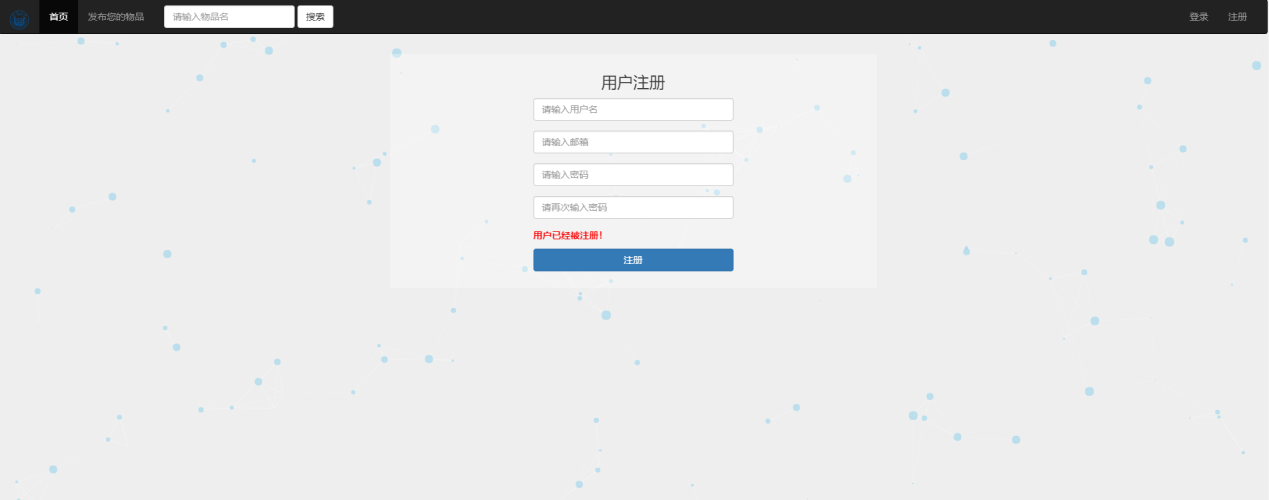 首页 发布您的物品 请输入物品名 搜索 登录 注册
用户注册
请输入用户名
请输入邮箱
请输入密码
请再次输入密码
用户已经被注册!
注册